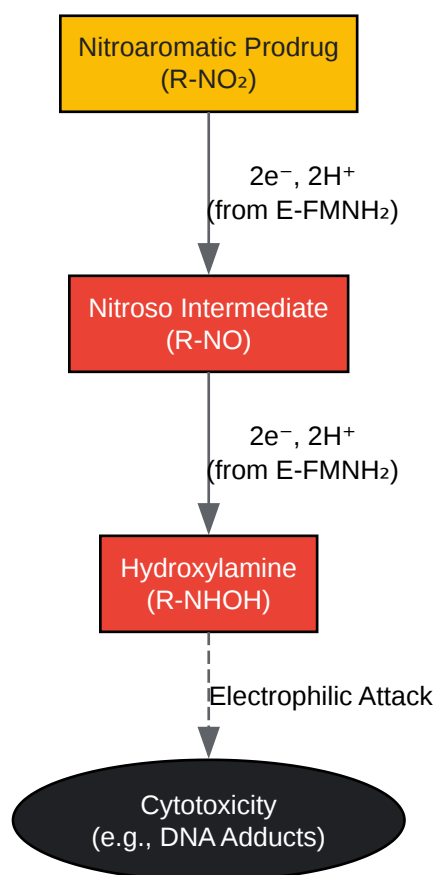 Nitroaromatic Prodrug
(R-NO₂)
2e⁻, 2H⁺
(from E-FMNH₂)
Nitroso Intermediate
(R-NO)
2e⁻, 2H⁺
(from E-FMNH₂)
Hydroxylamine
(R-NHOH)
Electrophilic Attack
Cytotoxicity
(e.g., DNA Adducts)